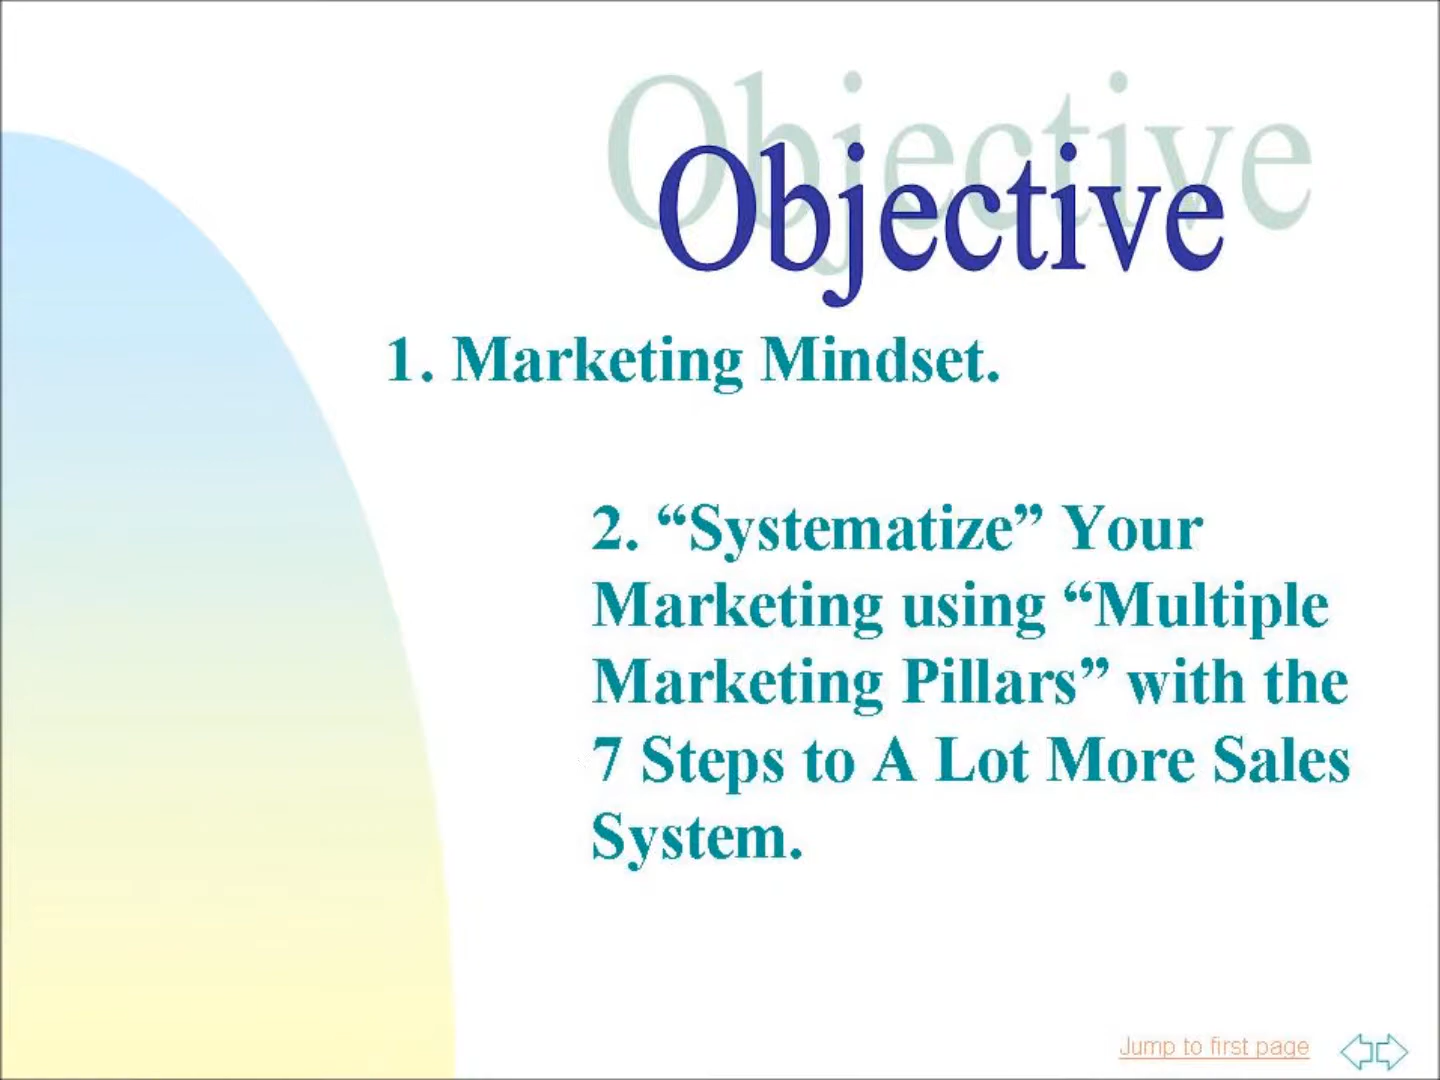 Objective
1. Marketing Mindset.
2. “Systematize” Your
Marketing using “Multiple
Marketing Pillars” with the
7 Steps to A Lot More Sales
System.
Jump to first page